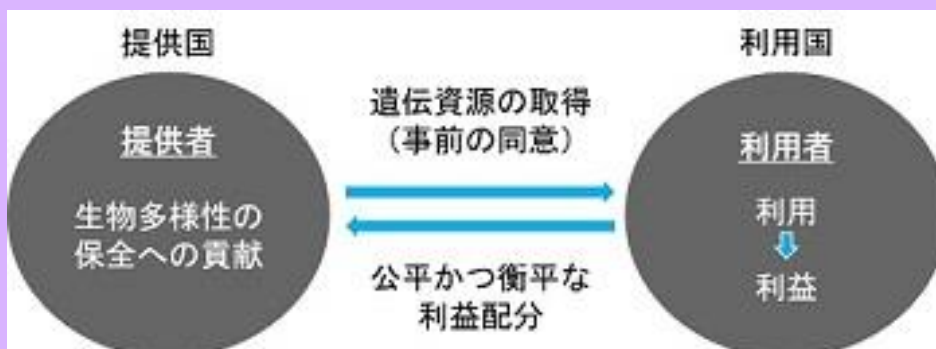 提供国
提供者
生物多様性の
保全への貢献
遺伝資源の取得
（事前の同意）
公平かつ衡平な
利益配分
利用国
利用者
利用
利益